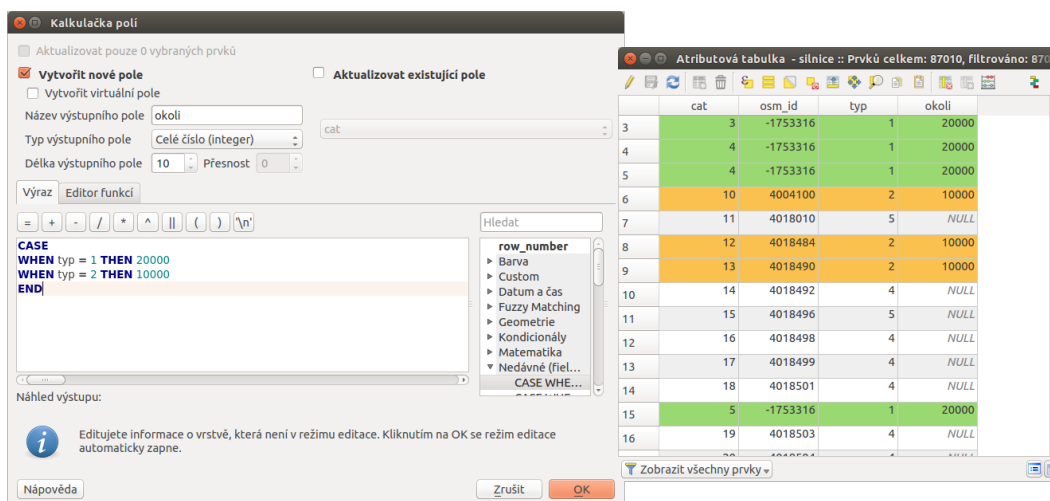 Kalkulačka polí
Aktualizovat pouze 0 vybraných prvků
Vytvořit nové pole
Aktualizovat existující pole
Vytvořit virtuální pole
Název výstupního pole okoli
Typ výstupního pole Celé číslo (integer)
cat
Délka výstupního pole 10 Přesnost 0
Výraz Editor funkcí
= + - / * ^ || ( ) '\n'
Hledat
CASE
WHEN typ = 1 THEN 20000
WHEN typ = 2 THEN 10000
END
row_number
Barva
Custom
Datum a čas
Fuzzy Matching
Geometrie
Kondicionály
Matematika
Nedávné (fiel...
CASE WHE...
Náhled výstupu:
Editujete informace o vrstvě, která není v režimu editace. Kliknutím na OK se režim editace
automaticky zapne.
Nápověda Zrušit OK
Atributová tabulka - silnice :: Prvků celkem: 87010, filtrováno: 870
cat osm_id typ okoli
3 3 -1753316 1 20000
4 4 -1753316 1 20000
5 4 -1753316 1 20000
6 10 4004100 2 10000
7 11 4018010 5 NULL
8 12 4018484 2 10000
9 13 4018490 2 10000
10 14 4018492 4 NULL
11 15 4018496 5 NULL
12 16 4018498 4 NULL
13 17 4018499 4 NULL
14 18 4018501 4 NULL
15 5 -1753316 1 20000
16 19 4018503 4 NULL
Zobrazit všechny prvky